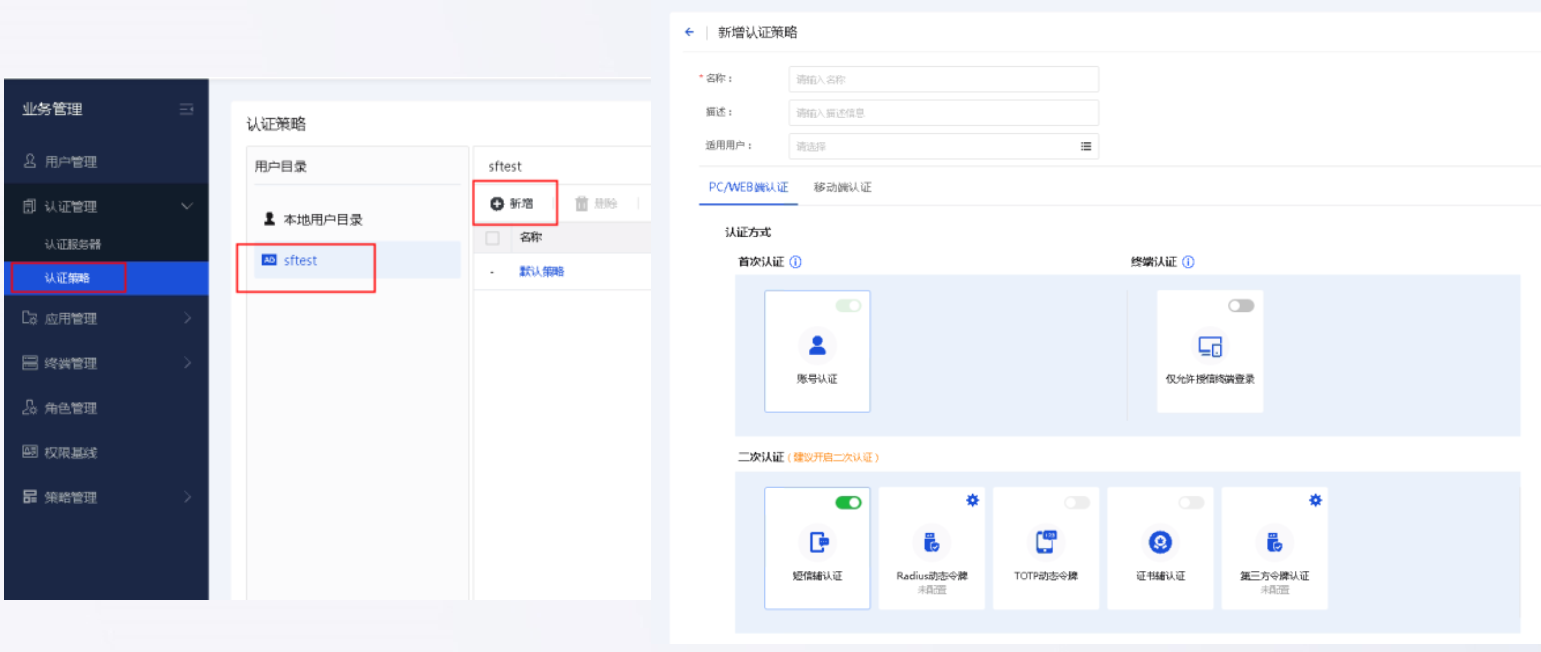 业务管理
用户管理
认证管理
认证服务器
认证策略
应用管理
终端管理
角色管理
权限基线
策略管理
认证策略
用户目录
本地用户目录
AD sftest
sftest
新增
删除
名称
- 默认策略
新增认证策略
* 名称：
请输入名称
描述：
请输入描述信息
适用用户：
请选择
PC/WEB端认证 移动端认证
认证方式
首次认证
终端认证
账号认证
仅允许授信终端登录
二次认证（建议开启二次认证）
短信辅认证
Radius动态令牌
未配置
TOTP动态令牌
证书辅认证
第三方令牌认证
未配置